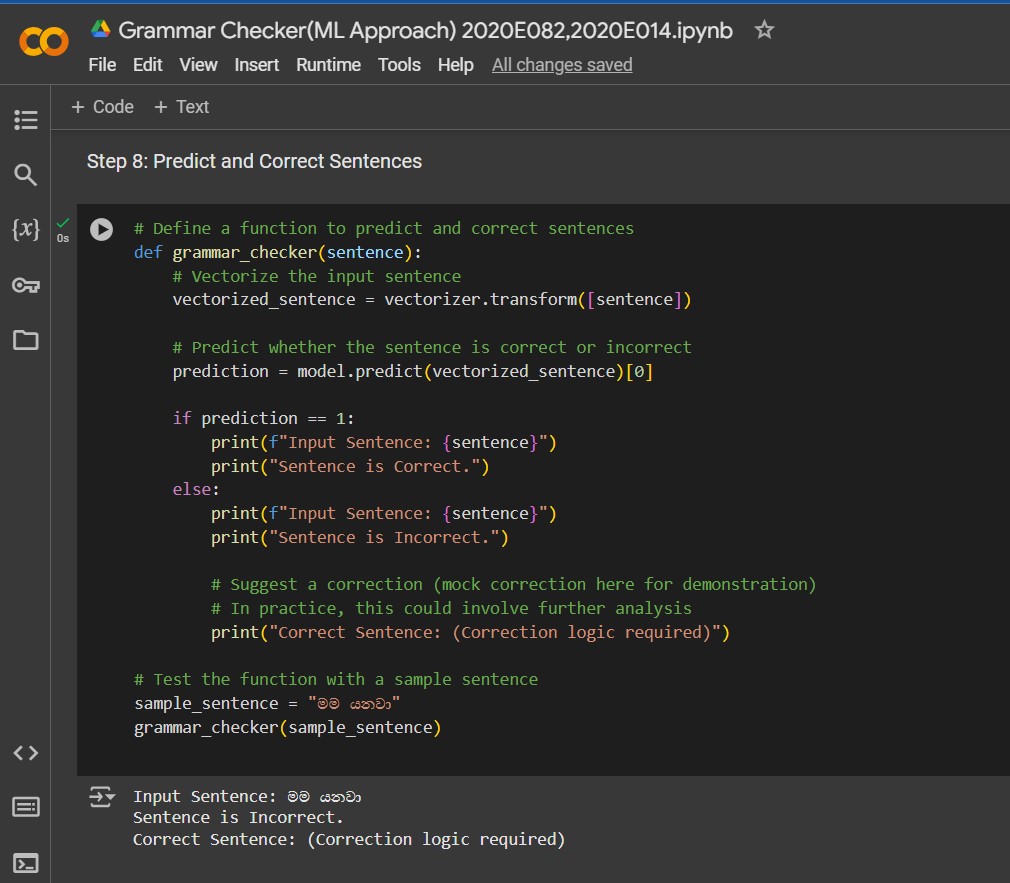 Grammar Checker(ML Approach) 2020E082,2020E014.ipynb
File Edit View Insert Runtime Tools Help All changes saved
+ Code + Text
Step 8: Predict and Correct Sentences
{x}
0s
# Define a function to predict and correct sentences
def grammar_checker(sentence):
    # Vectorize the input sentence
    vectorized_sentence = vectorizer.transform([sentence])
    # Predict whether the sentence is correct or incorrect
    prediction = model.predict(vectorized_sentence)[0]
    if prediction == 1:
        print(f"Input Sentence: {sentence}")
        print("Sentence is Correct.")
    else:
        print(f"Input Sentence: {sentence}")
        print("Sentence is Incorrect.")
        # Suggest a correction (mock correction here for demonstration)
        # In practice, this could involve further analysis
        print("Correct Sentence: (Correction logic required)")
# Test the function with a sample sentence
sample_sentence = "මම යනවා"
grammar_checker(sample_sentence)
Input Sentence: මම යනවා
Sentence is Incorrect.
Correct Sentence: (Correction logic required)